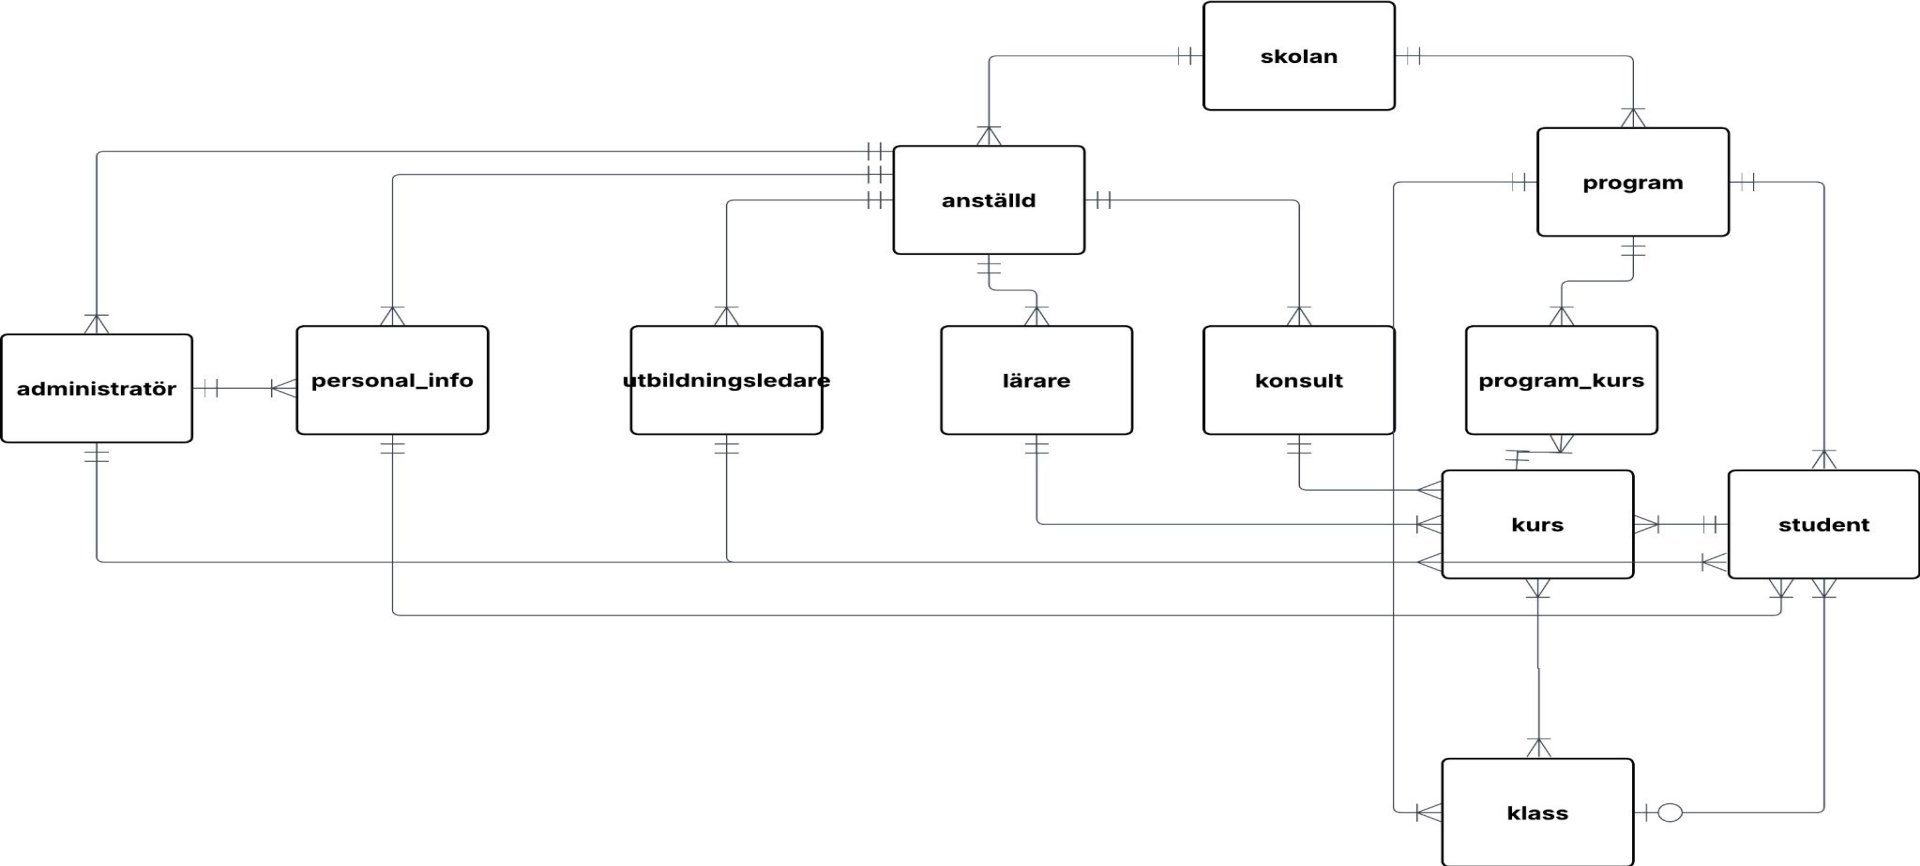 skolan
program
anställd
administratör
personal_info
utbildningsledare
lärare
konsult
program_kurs
kurs
student
klass